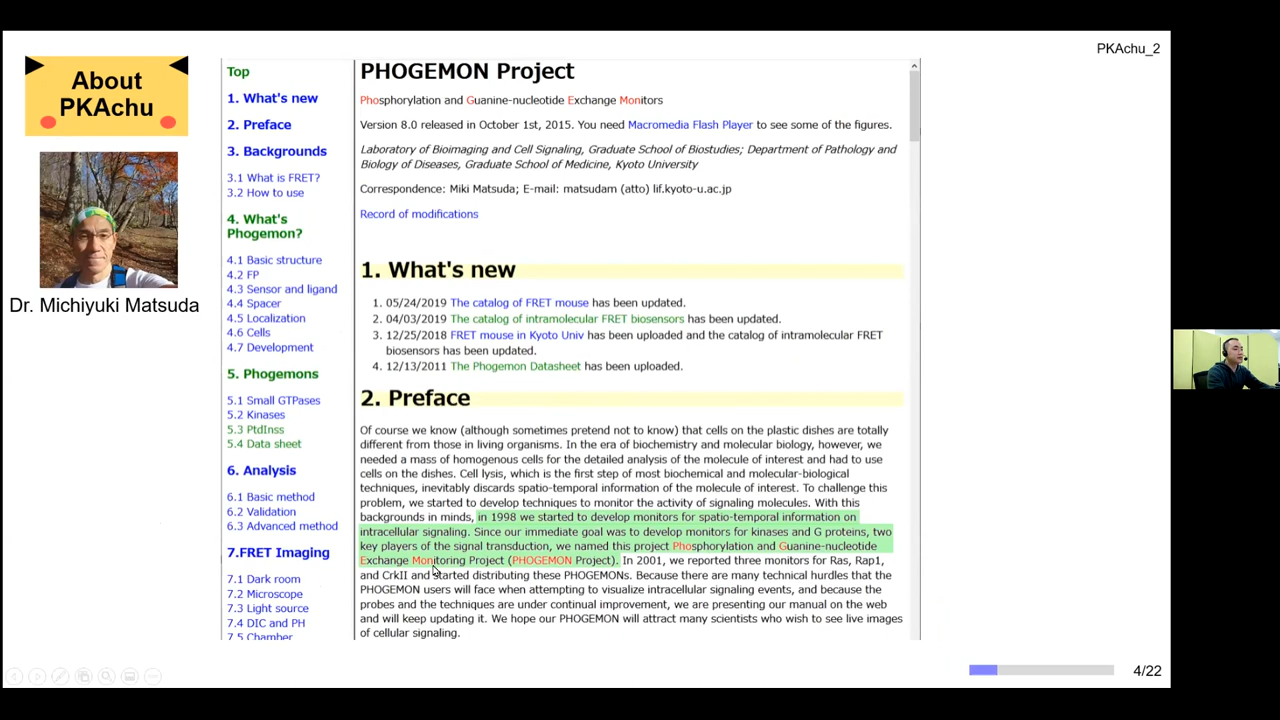 PKAchu_2
About
PKAchu
Dr. Michiyuki Matsuda
Top
1. What's new
2. Preface
3. Backgrounds
3.1 What is FRET?
3.2 How to use
4. What's
Phogemon?
4.1 Basic structure
4.2 FP
4.3 Sensor and ligand
4.4 Spacer
4.5 Localization
4.6 Cells
4.7 Development
5. Phogemons
5.1 Small GTPases
5.2 Kinases
5.3 PtdInss
5.4 Data sheet
6. Analysis
6.1 Basic method
6.2 Validation
6.3 Advanced method
7.FRET Imaging
7.1 Dark room
7.2 Microscope
7.3 Light source
7.4 DIC and PH
7.5 Chamber
PHOGEMON Project
Phosphorylation and Guanine-nucleotide Exchange Monitors
Version 8.0 released in October 1st, 2015. You need Macromedia Flash Player to see some of the figures.
Laboratory of Bioimaging and Cell Signaling, Graduate School of Biostudies; Department of Pathology and
Biology of Diseases, Graduate School of Medicine, Kyoto University
Correspondence: Miki Matsuda; E-mail: matsudam (atto) lif.kyoto-u.ac.jp
Record of modifications
1. What's new
1. 05/24/2019 The catalog of FRET mouse has been updated.
2. 04/03/2019 The catalog of intramolecular FRET biosensors has been updated.
3. 12/25/2018 FRET mouse in Kyoto Univ has been uploaded and the catalog of intramolecular FRET
biosensors has been updated.
4. 12/13/2011 The Phogemon Datasheet has been uploaded.
2. Preface
Of course we know (although sometimes pretend not to know) that cells on the plastic dishes are totally
different from those in living organisms. In the era of biochemistry and molecular biology, however, we
needed a mass of homogenous cells for the detailed analysis of the molecule of interest and had to use
cells on the dishes. Cell lysis, which is the first step of most biochemical and molecular-biological
techniques, inevitably discards spatio-temporal information of the molecule of interest. To challenge this
problem, we started to develop techniques to monitor the activity of signaling molecules. With this
backgrounds in minds, in 1998 we started to develop monitors for spatio-temporal information on
intracellular signaling. Since our immediate goal was to develop monitors for kinases and G proteins, two
key players of the signal transduction, we named this project Phosphorylation and Guanine-nucleotide
Exchange Monitoring Project (PHOGEMON Project). In 2001, we reported three monitors for Ras, Rap1,
and CrkII and started distributing these PHOGEMONs. Because there are many technical hurdles that the
PHOGEMON users will face when attempting to visualize intracellular signaling events, and because the
probes and the techniques are under continual improvement, we are presenting our manual on the web
and will keep updating it. We hope our PHOGEMON will attract many scientists who wish to see live images
of cellular signaling.
4/22